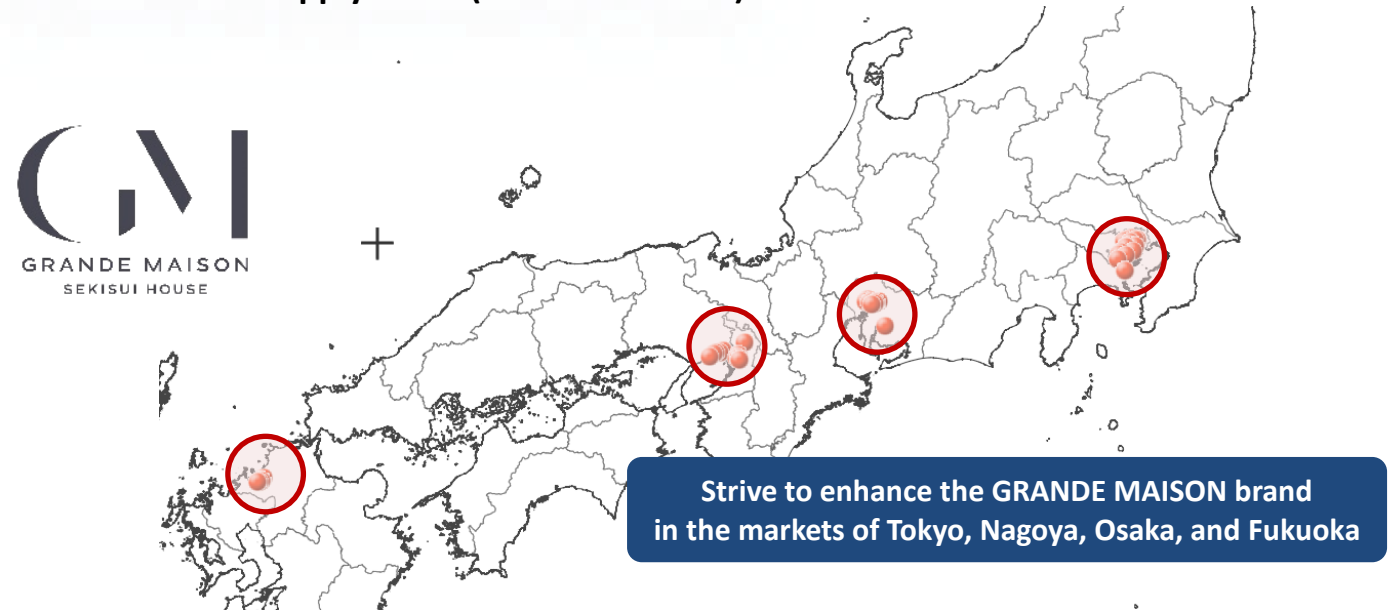 GM
GRANDE MAISON
SEKISUI HOUSE
Strive to enhance the GRANDE MAISON brand
in the markets of Tokyo, Nagoya, Osaka, and Fukuoka